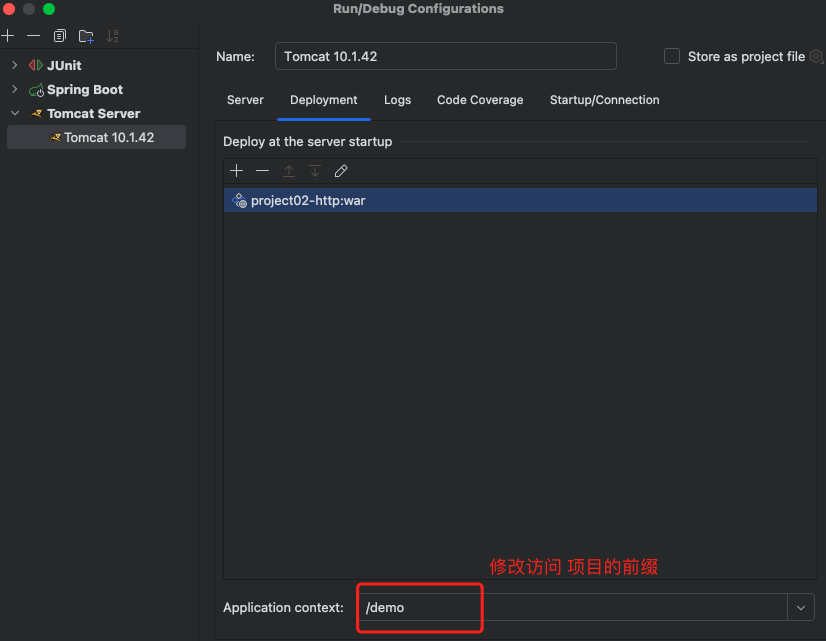 Run/Debug Configurations
JUnit
Spring Boot
Tomcat Server
Tomcat 10.1.42
Name:
Tomcat 10.1.42
Store as project file
Server
Deployment
Logs
Code Coverage
Startup/Connection
Deploy at the server startup
project02-http:war
修改访问 项目的前缀
Application context:
/demo